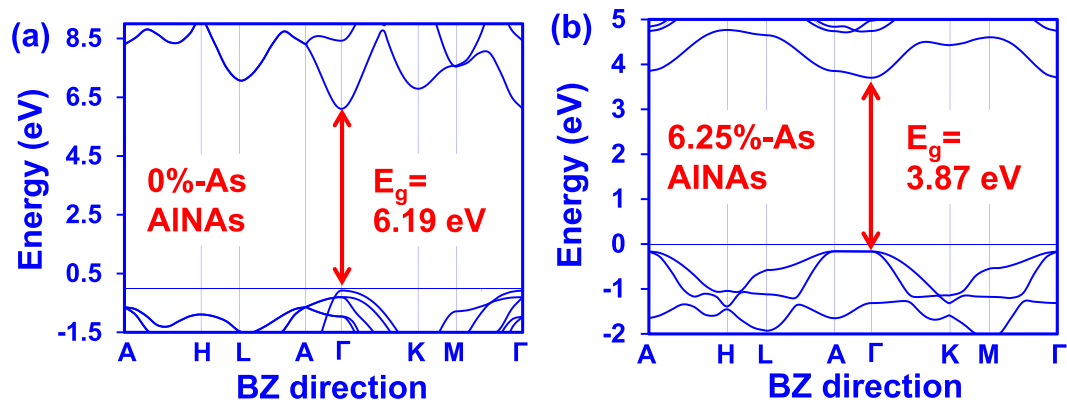 (a)
Energy (eV)
8.5
6.5
4.5
2.5
0.5
-1.5
0%-As
AlNAs
Eg=
6.19 eV
A H L A Γ K M Γ
BZ direction
(b)
Energy (eV)
5
4
3
2
1
0
-1
-2
6.25%-As
AlNAs
Eg=
3.87 eV
A H L A Γ K M Γ
BZ direction